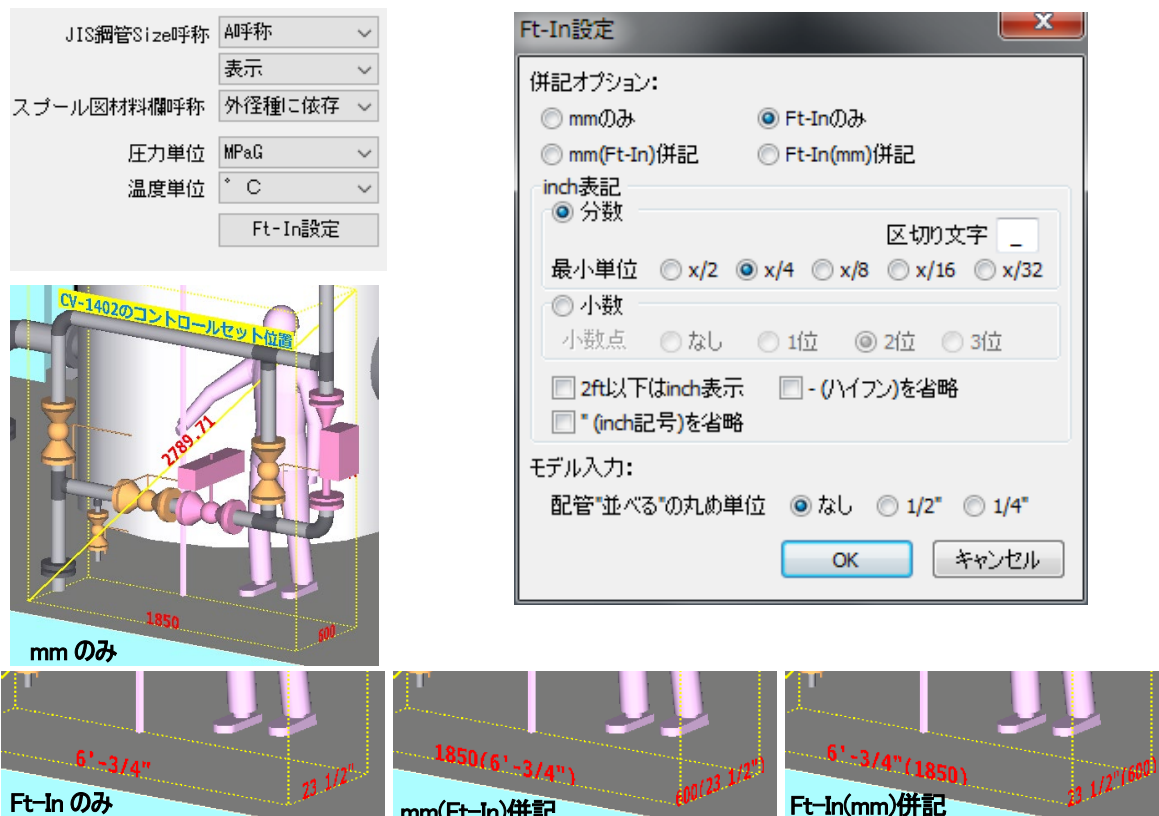 JIS鋼管Size呼称 A呼称
表示
スプール図材料欄呼称 外径種に依存
圧力単位 MPaG
温度単位 ° C
Ft-In設定
CV-1402のコントロールセット位置
2789.71
1850
600
mm のみ
Ft-In設定
併記オプション:
mmのみ Ft-Inのみ
mm(Ft-In)併記 Ft-In(mm)併記
inch表記
分数
区切り文字 _
最小単位 x/2 x/4 x/8 x/16 x/32
小数
小数点 なし 1位 2位 3位
2ft以下はinch表示 - (ハイフン)を省略
" (inch記号)を省略
モデル入力:
配管"並べる"の丸め単位 なし 1/2" 1/4"
OK キャンセル
6'-3/4"
23 1/2"
Ft-In のみ
1850(6'-3/4")
600(23 1/2")
mm(Ft-In)併記
6'-3/4"(1850)
23 1/2"(600)
Ft-In(mm)併記